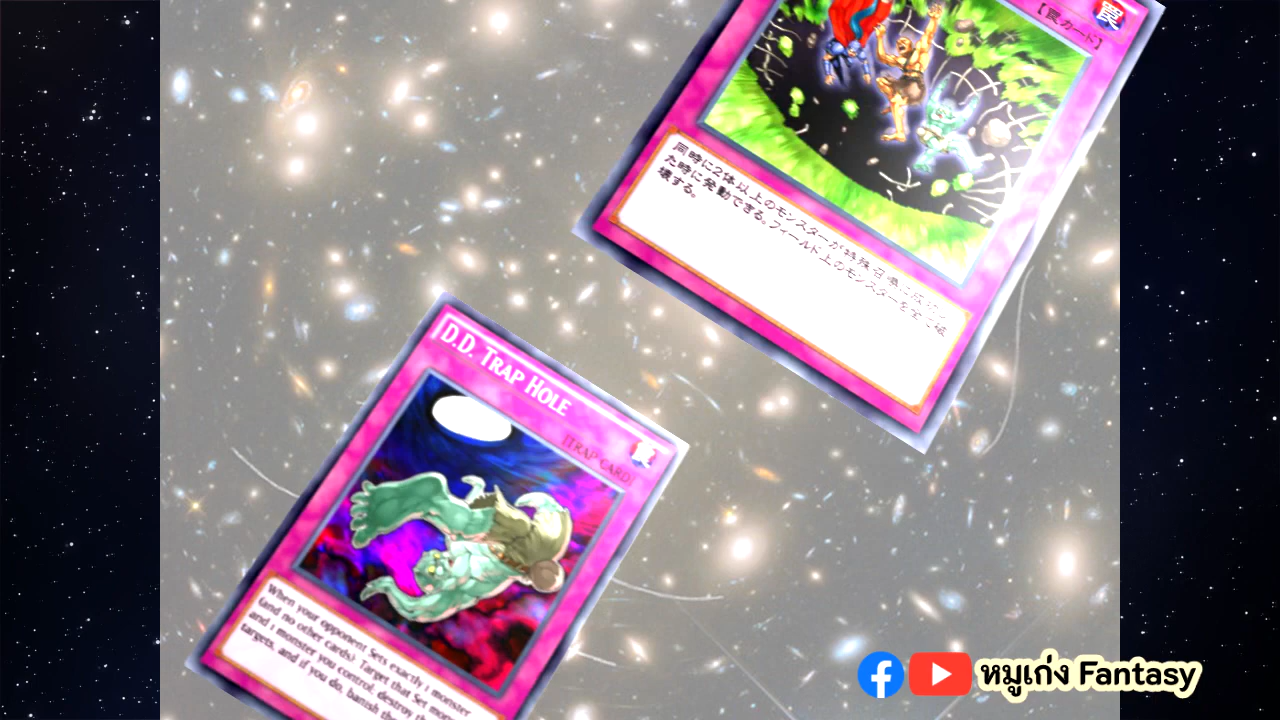 【罠カード】
罠
同時に2体以上のモンスターが特殊召喚に成功し
た時に発動できる。フィールド上のモンスターを全て破
壊する。
D.D. TRAP HOLE
[TRAP CARD]
When your opponent Sets exactly 1 monster
(and no other cards): Target that Set
and 1 monster you control; destroy
targets, and if you do, banish
หมูเก่ง Fantasy